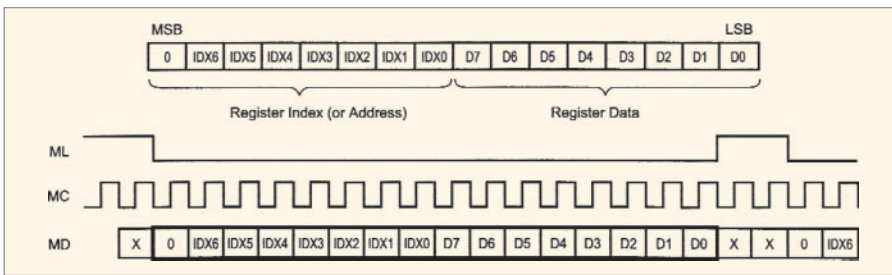 MSB LSB
0 IDX6 IDX5 IDX4 IDX3 IDX2 IDX1 IDX0 D7 D6 D5 D4 D3 D2 D1 D0
Register Index (or Address) Register Data
ML
MC
MD X 0 IDX6 IDX5 IDX4 IDX3 IDX2 IDX1 IDX0 D7 D6 D5 D4 D3 D2 D1 D0 X X 0 IDX6